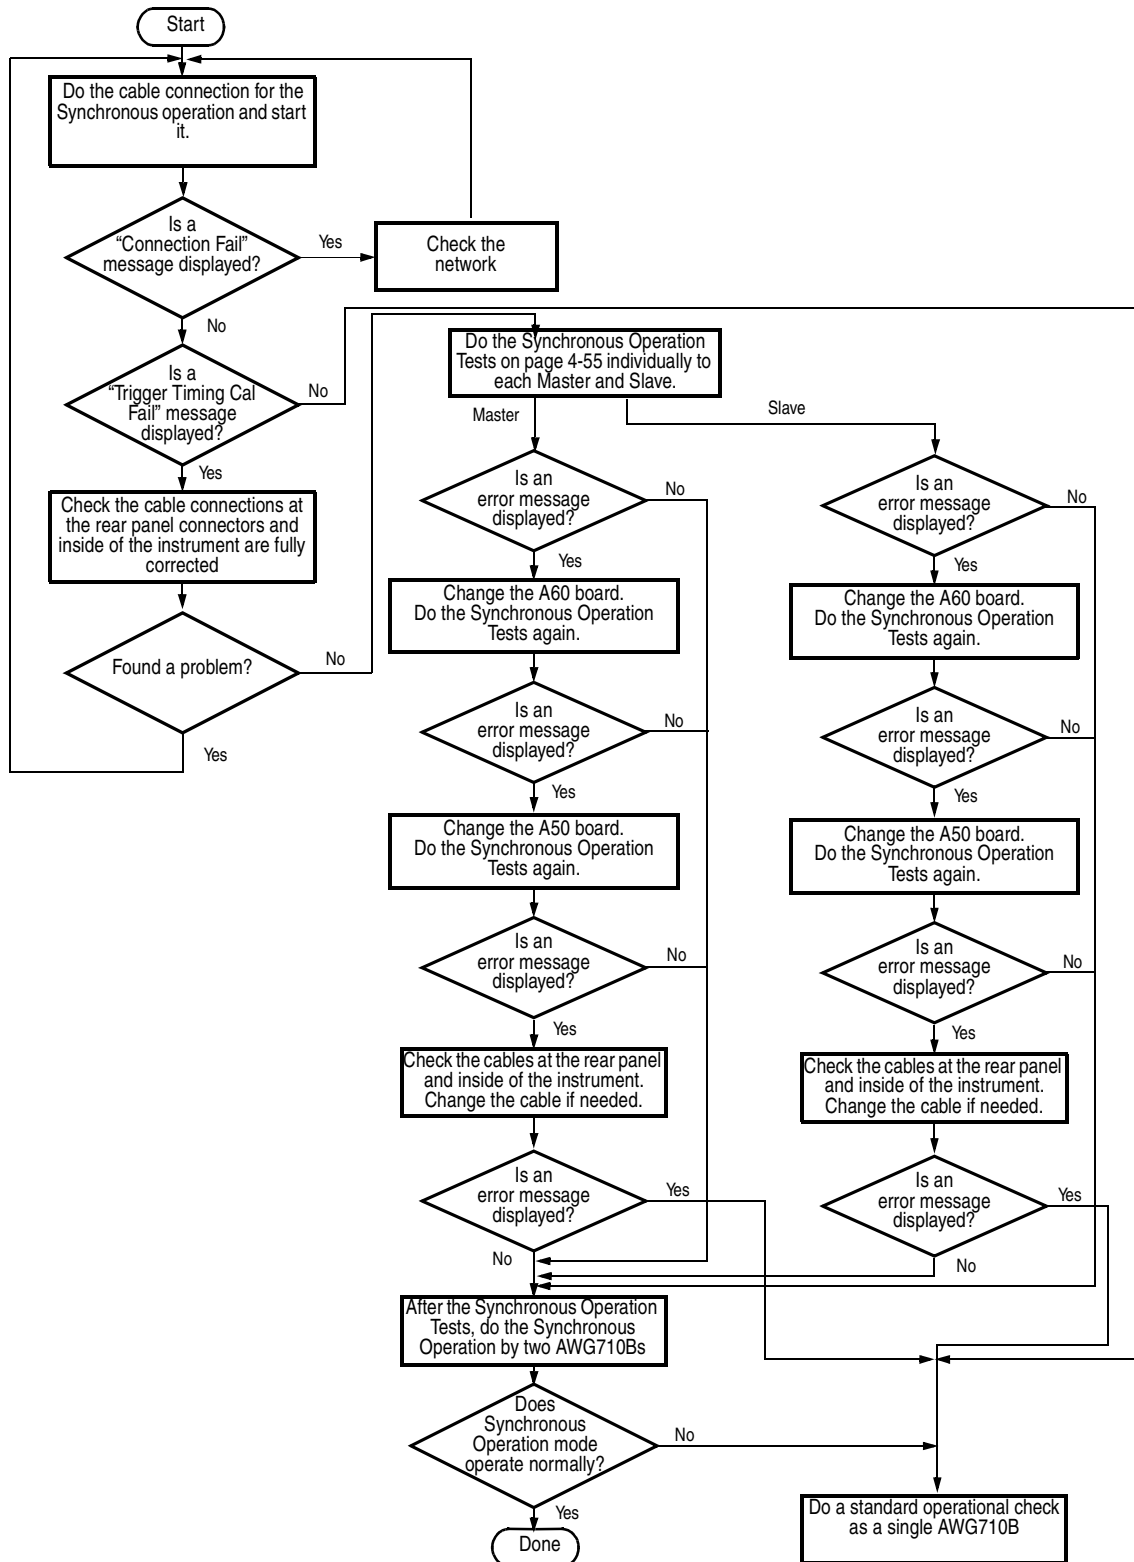 Start
Do the cable connection for the
Synchronous operation and start
it.
Is a
“Connection Fail”
message displayed?
Yes
Check the
network
No
Is a
“Trigger Timing Cal
Fail” message
displayed?
No
Yes
Check the cable connections at
the rear panel connectors and
inside of the instrument are fully
corrected
Found a problem?
No
Yes
Do the Synchronous Operation
Tests on page 4-55 individually to
each Master and Slave.
Master
Slave
Is an
error message
displayed?
No
Yes
Change the A60 board.
Do the Synchronous Operation
Tests again.
Is an
error message
displayed?
No
Yes
Change the A50 board.
Do the Synchronous Operation
Tests again.
Is an
error message
displayed?
No
Yes
Check the cables at the rear panel
and inside of the instrument.
Change the cable if needed.
Is an
error message
displayed?
Yes
No
Is an
error message
displayed?
No
Yes
Change the A60 board.
Do the Synchronous Operation
Tests again.
Is an
error message
displayed?
No
Yes
Change the A50 board.
Do the Synchronous Operation
Tests again.
Is an
error message
displayed?
No
Yes
Check the cables at the rear panel
and inside of the instrument.
Change the cable if needed.
Is an
error message
displayed?
Yes
No
After the Synchronous Operation
Tests, do the Synchronous
Operation by two AWG710Bs
Does
Synchronous
Operation mode
operate normally?
No
Yes
Done
Do a standard operational check
as a single AWG710B